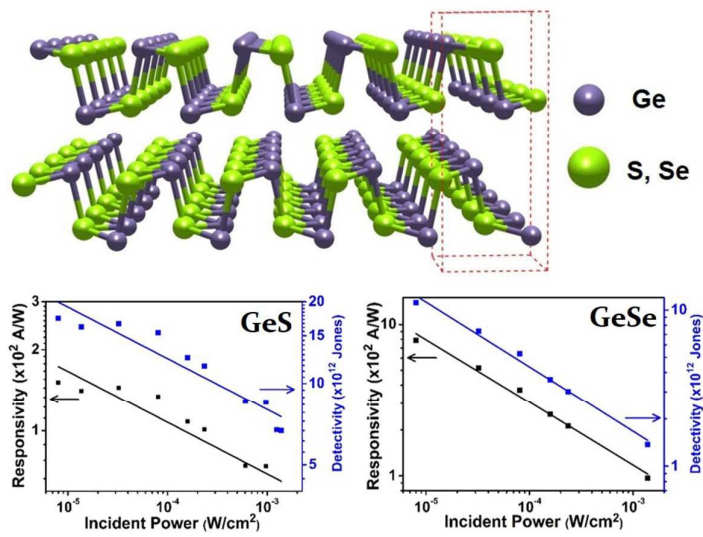 Ge
S, Se
3
2
1
Responsivity (x10² A/W)
GeS
20
15
10
5
Detectivity (x10¹² Jones)
10⁻⁵
10⁻⁴
10⁻³
Incident Power (W/cm²)
10
1
Responsivity (x10² A/W)
GeSe
10
1
Detectivity (x10¹² Jones)
10⁻⁵
10⁻⁴
10⁻³
Incident Power (W/cm²)